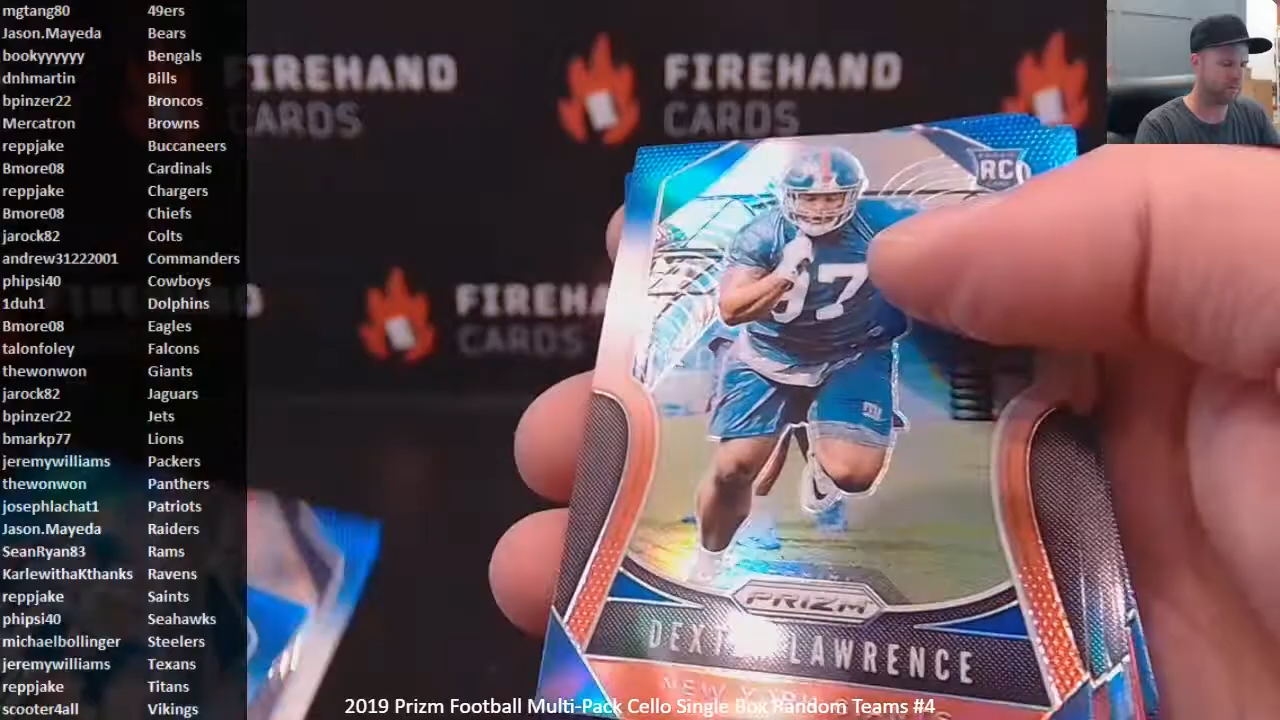 mgtang80 49ers
Jason.Mayeda Bears
bookyyyyyy Bengals
dnhmartin Bills
bpinzer22 Broncos
Mercatron Browns
reppjake Buccaneers
Bmore08 Cardinals
reppjake Chargers
Bmore08 Chiefs
jarock82 Colts
andrew31222001 Commanders
phipsi40 Cowboys
1duh1 Dolphins
Bmore08 Eagles
talonfoley Falcons
thewonwon Giants
jarock82 Jaguars
bpinzer22 Jets
bmarkp77 Lions
jeremywilliams Packers
thewonwon Panthers
josephlachat1 Patriots
Jason.Mayeda Raiders
SeanRyan83 Rams
KarlewithaKthanks Ravens
reppjake Saints
phipsi40 Seahawks
michaelbollinger Steelers
jeremywilliams Texans
reppjake Titans
scooter4all Vikings
FIREHAND
CARDS
FIREHAND
CARDS
FIREHA
CARDS
RC
97
PRIZM
LAWRENCE
2019 Prizm Football Multi-Pack Cello Single Box Random Teams #4